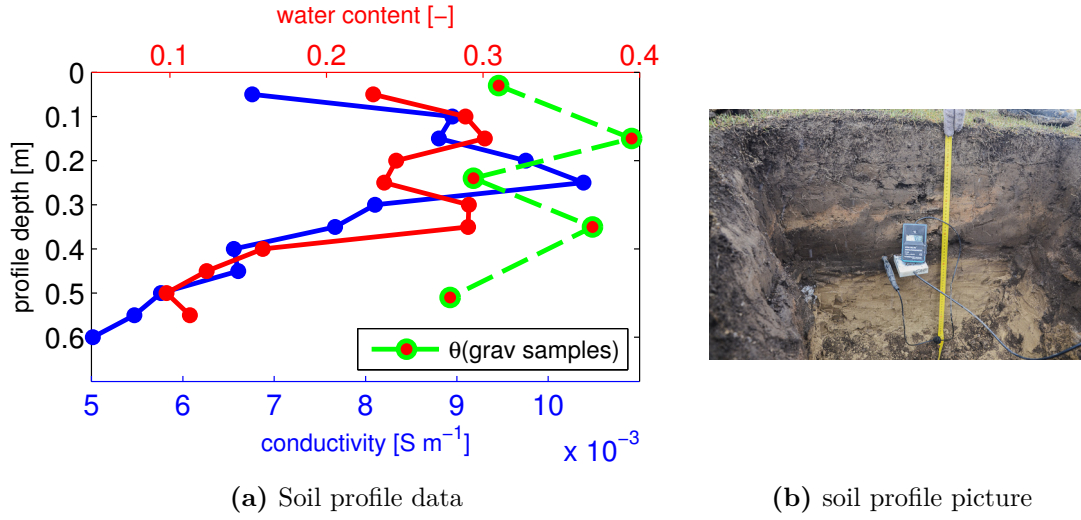 water content [−]
0.1 0.2 0.3 0.4
0
0.1
0.2
0.3
0.4
0.5
0.6
profile depth [m]
θ(grav samples)
5 6 7 8 9 10
conductivity [S m⁻¹]
x 10⁻³
(a) Soil profile data
(b) soil profile picture